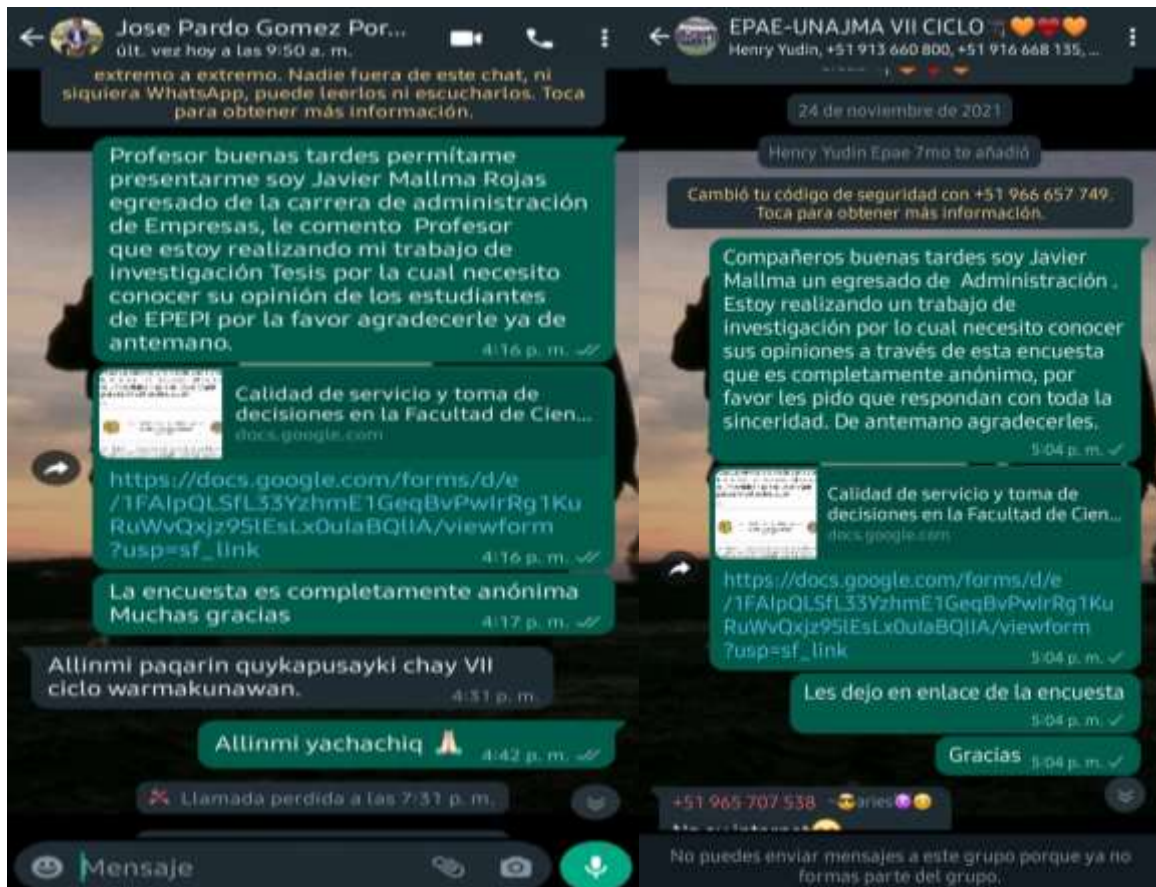 Jose Pardo Gomez Por...
últ. vez hoy a las 9:50 a. m.
extremo a extremo. Nadie fuera de este chat, ni
siquiera WhatsApp, puede leerlos ni escucharlos. Toca
para obtener más información.
Profesor buenas tardes permítame
presentarme soy Javier Mallma Rojas
egresado de la carrera de administración
de Empresas, le comento Profesor
que estoy realizando mi trabajo de
investigación Tesis por la cual necesito
conocer su opinión de los estudiantes
de EPEPI por la favor agradecerle ya de
antemano.
4:16 p. m.
Calidad de servicio y toma de
decisiones en la Facultad de Cien...
docs.google.com
https://docs.google.com/forms/d/e
/1FAIpQLSfL33YzhmE1GeqBvPwIrRg1Ku
RuWvQxjz95lEsLx0uIaBQlIA/viewform
?usp=sf_link
4:16 p. m.
La encuesta es completamente anónima
Muchas gracias
4:17 p. m.
Allinmi paqarin quykapusayki chay VII
ciclo warmakunawan.
4:31 p. m.
Allinmi yachachiq
4:42 p. m.
Llamada perdida a las 7:31 p. m.
Mensaje
EPAE-UNAJMA VII CICLO
Henry Yudin, +51 913 660 800, +51 916 668 135, ...
24 de noviembre de 2021
Henry Yudin Epae 7mo te añadió
Cambió tu código de seguridad con +51 966 657 749.
Toca para obtener más información.
Compañeros buenas tardes soy Javier
Mallma un egresado de Administración .
Estoy realizando un trabajo de
investigación por lo cual necesito conocer
sus opiniones a través de esta encuesta
que es completamente anónimo, por
favor les pido que respondan con toda la
sinceridad. De antemano agradecerles.
5:04 p. m.
Calidad de servicio y toma de
decisiones en la Facultad de Cien...
docs.google.com
https://docs.google.com/forms/d/e
/1FAIpQLSfL33YzhmE1GeqBvPwIrRg1Ku
RuWvQxjz95lEsLx0uIaBQlIA/viewform
?usp=sf_link
5:04 p. m.
Les dejo en enlace de la encuesta
5:04 p. m.
Gracias
5:04 p. m.
+51 965 707 538 ~ aries
No puedes enviar mensajes a este grupo porque ya no
formas parte del grupo.